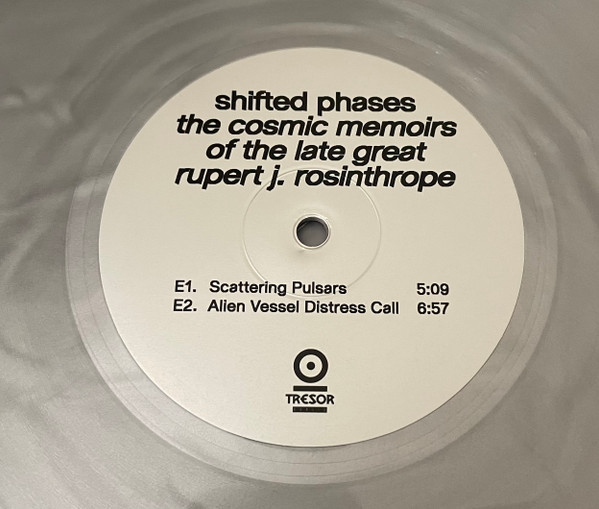 shifted phases
the cosmic memoirs
of the late great
rupert j. rosinthrope
E1. Scattering Pulsars 5:09
E2. Alien Vessel Distress Call 6:57
TRESOR